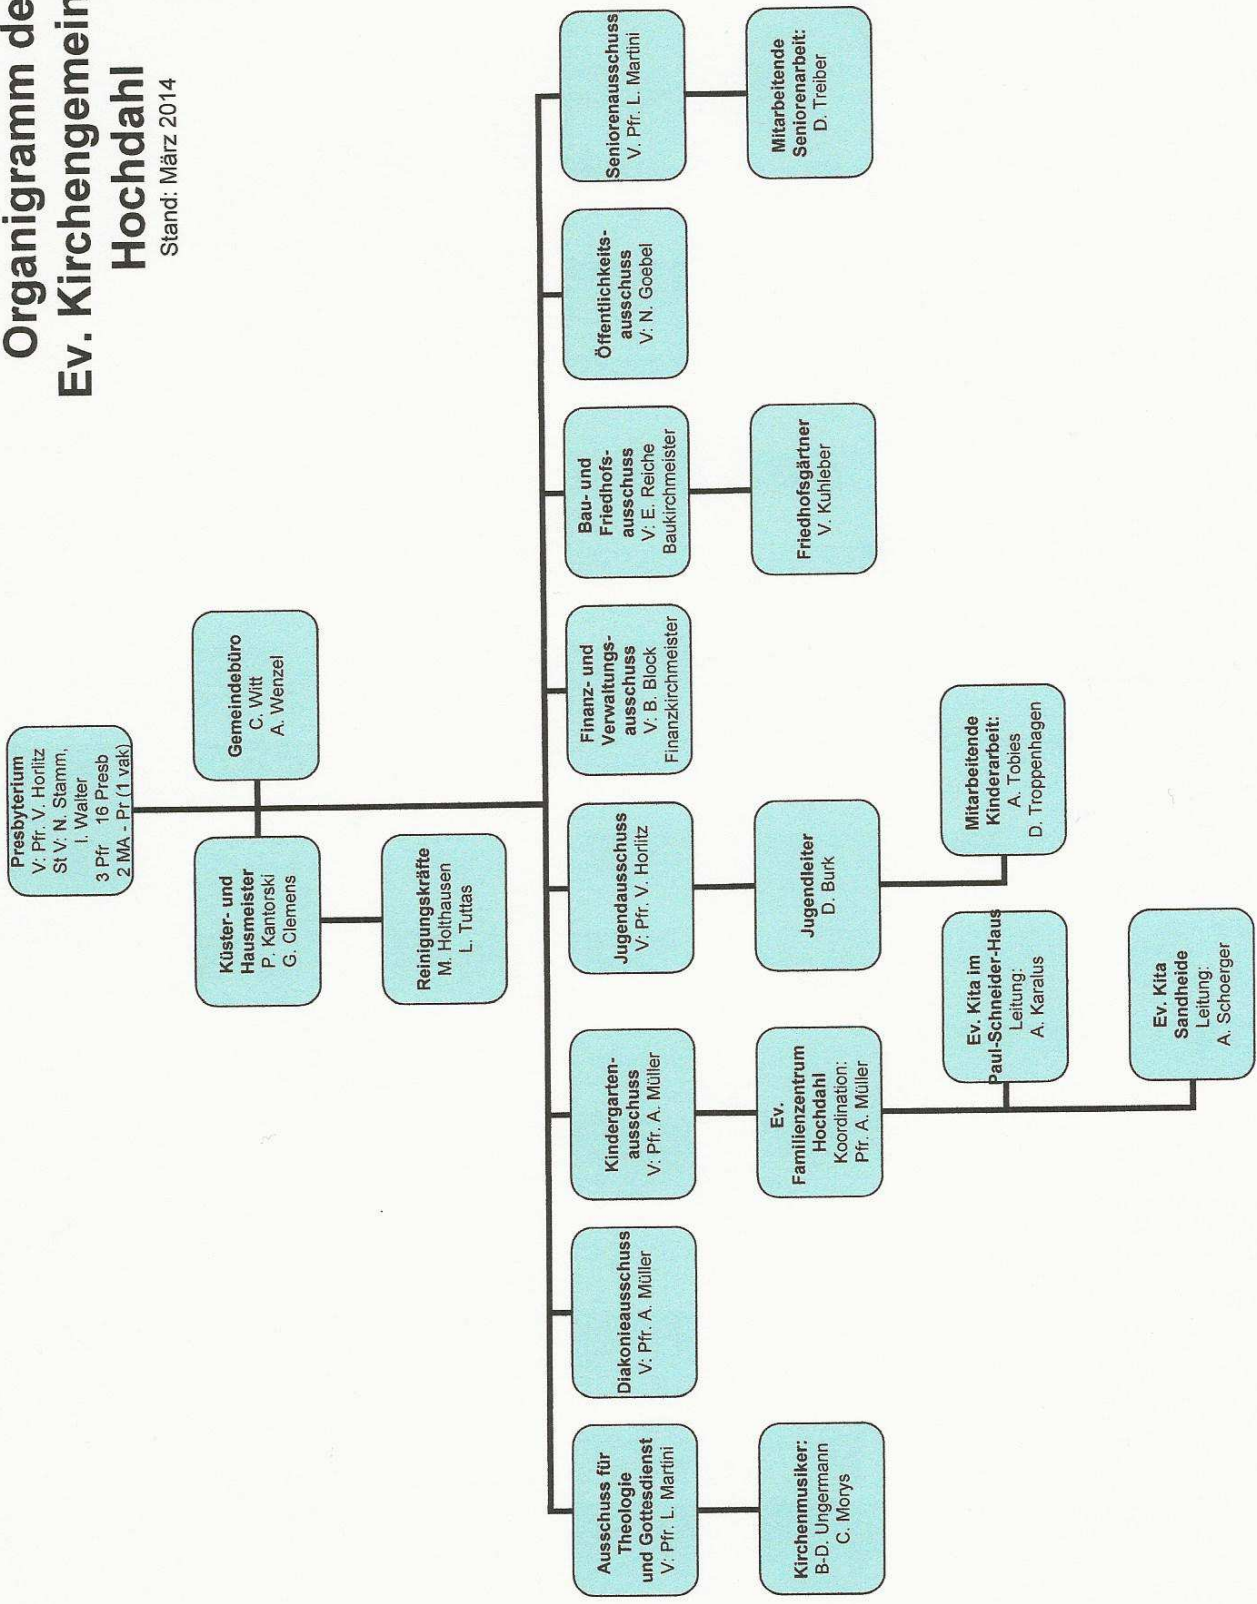 Organigramm de
Ev. Kirchengemein
Hochdahl
Stand: März 2014
Presbyterium
V: Pfr. V. Horlitz
St V: N. Stamm,
I. Walter
3 Pfr 16 Presb
2 MA - Pr (1 vak)
Küster- und
Hausmeister
P. Kantorski
G. Clemens
Gemeindebüro
C. Witt
A. Wenzel
Reinigungskräfte
M. Holthausen
L. Tuttas
Ausschuss für
Theologie
und Gottesdienst
V: Pfr. L. Martini
Diakonieausschuss
V: Pfr. A. Müller
Kindergarten-
ausschuss
V: Pfr. A. Müller
Jugendausschuss
V: Pfr. V. Horlitz
Finanz- und
Verwaltungs-
ausschuss
V: B. Block
Finanzkirchmeister
Bau- und
Friedhofs-
ausschuss
V: E. Reiche
Baukirchmeister
Öffentlichkeits-
ausschuss
V: N. Goebel
Seniorenausschuss
V. Pfr. L. Martini
Kirchenmusiker:
B-D. Ungermann
C. Morys
Ev.
Familienzentrum
Hochdahl
Koordination:
Pfr. A. Müller
Jugendleiter
D. Burk
Friedhofsgärtner
V. Kuhleber
Mitarbeitende
Seniorenarbeit:
D. Treiber
Ev. Kita im
Paul-Schneider-Haus
Leitung:
A. Karalus
Mitarbeitende
Kinderarbeit:
A. Tobies
D. Troppenhagen
Ev. Kita
Sandheide
Leitung:
A. Schoerger